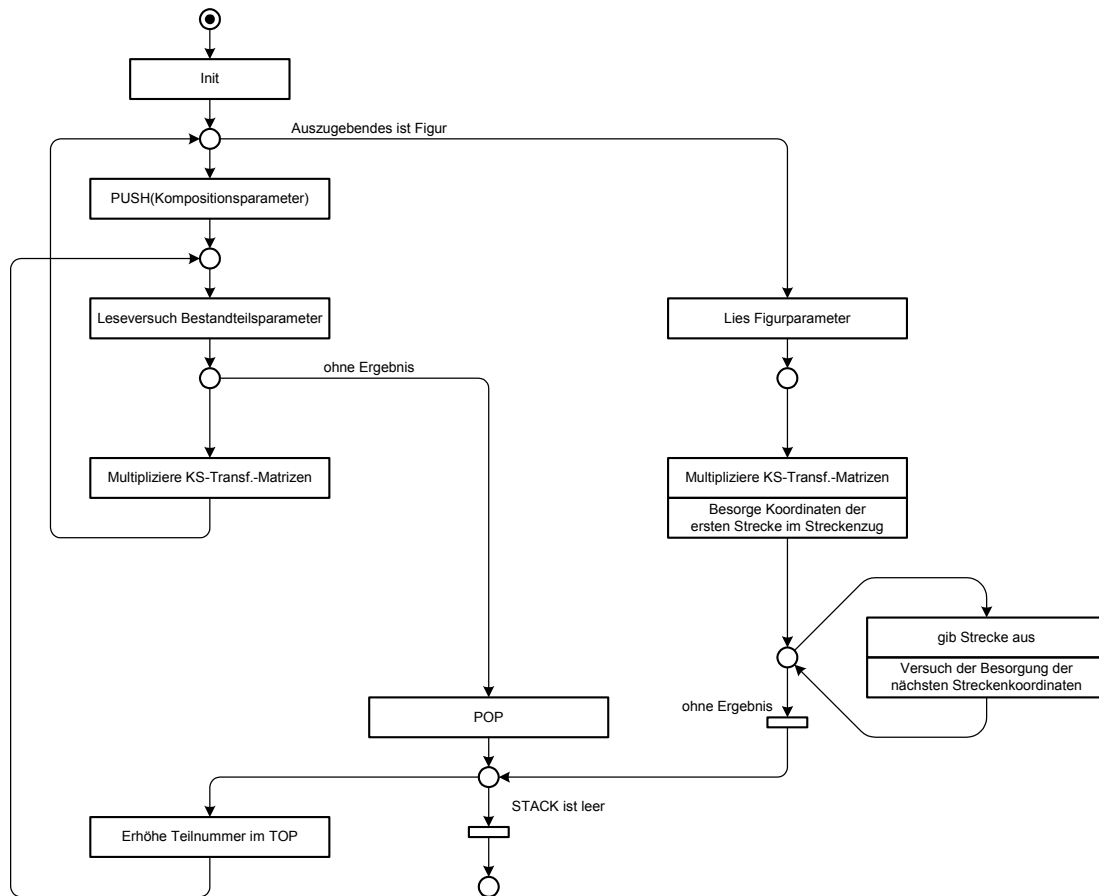 Init
Auszugebendes ist Figur
PUSH(Kompositionsparameter)
Leseversuch Bestandteilsparameter
Lies Figurparameter
ohne Ergebnis
Multipliziere KS-Transf.-Matrizen
Multipliziere KS-Transf.-Matrizen
Besorge Koordinaten der
ersten Strecke im Streckenzug
gib Strecke aus
Versuch der Besorgung der
nächsten Streckenkoordinaten
ohne Ergebnis
POP
STACK ist leer
Erhöhe Teilnummer im TOP